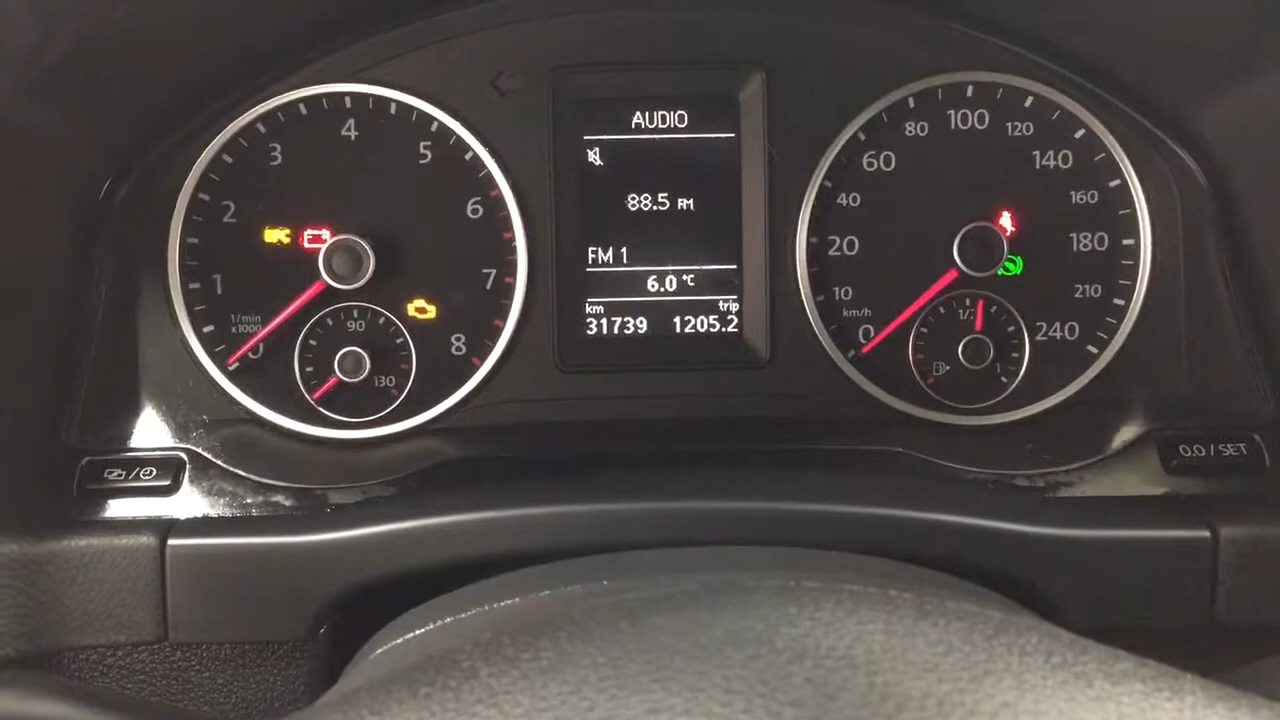 1/min
x1000
0
1
2
3
4
5
6
7
8
90
130
EPC
AUDIO
88.5 FM
FM 1
6.0 °C
km trip
31739 1205.2
km/h
0
10
20
40
60
80
100
120
140
160
180
210
240
1
0.0 / SET